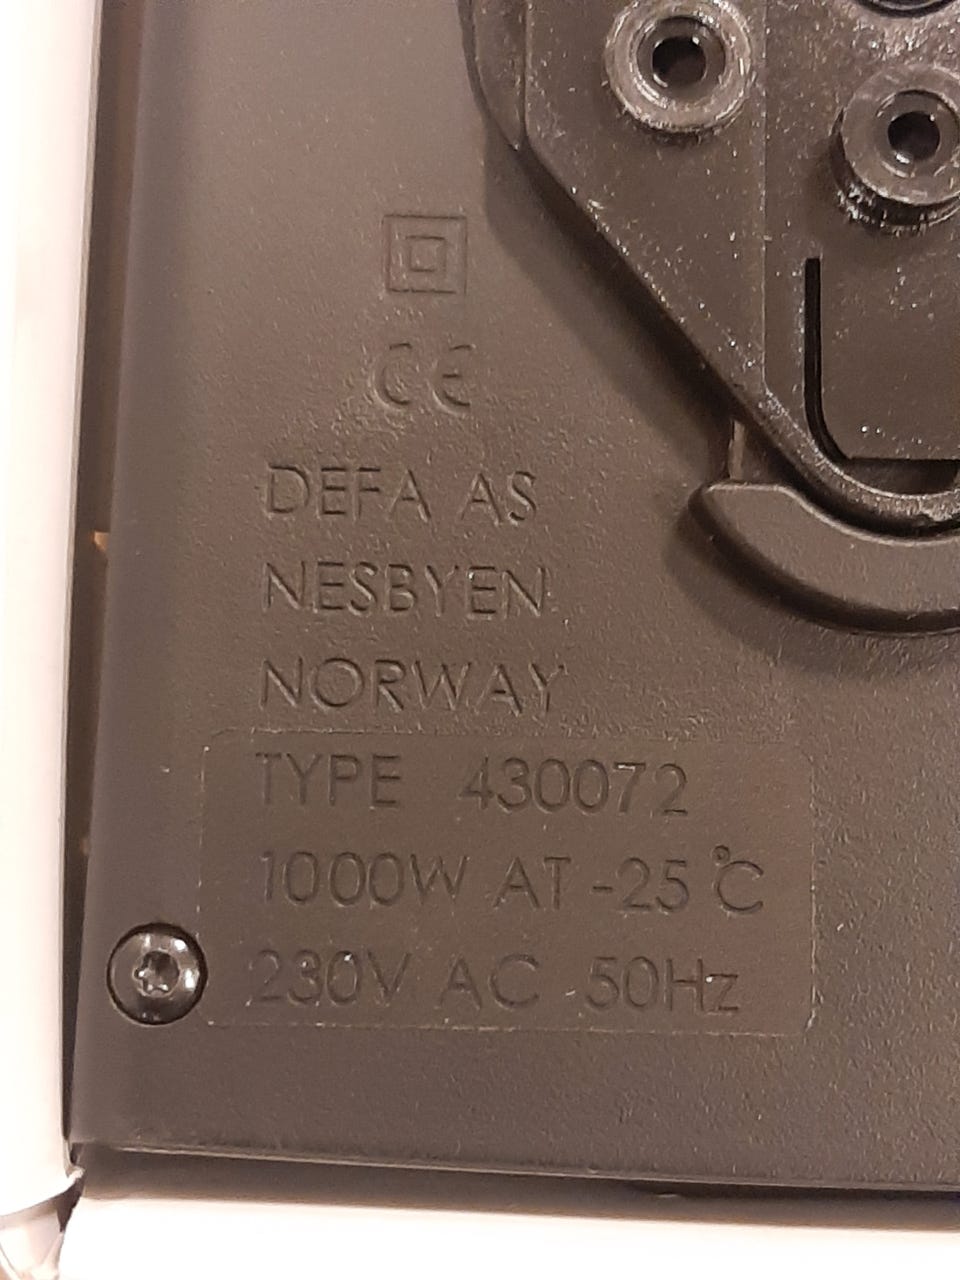 CE
DEFA AS
NESBYEN
NORWAY
TYPE 430072
1000W AT -25 °C
230V AC 50Hz